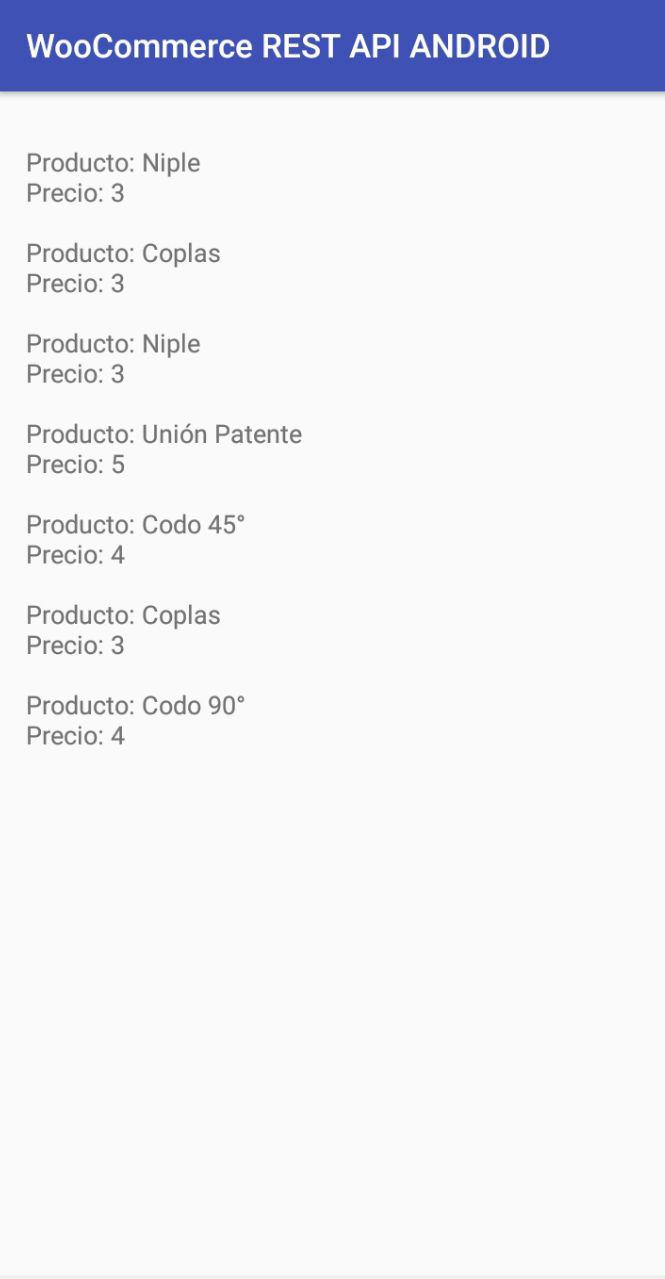 WooCommerce REST API ANDROID
Producto: Niple
Precio: 3
Producto: Coplas
Precio: 3
Producto: Niple
Precio: 3
Producto: Unión Patente
Precio: 5
Producto: Codo 45°
Precio: 4
Producto: Coplas
Precio: 3
Producto: Codo 90°
Precio: 4